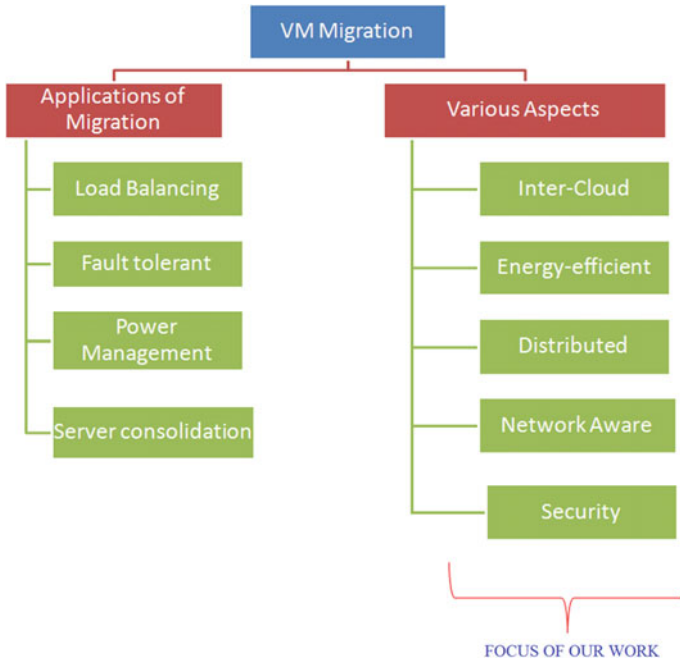 VM Migration
Applications of
Migration
Load Balancing
Fault tolerant
Power
Management
Server consolidation
Various Aspects
Inter-Cloud
Energy-efficient
Distributed
Network Aware
Security
FOCUS OF OUR WORK